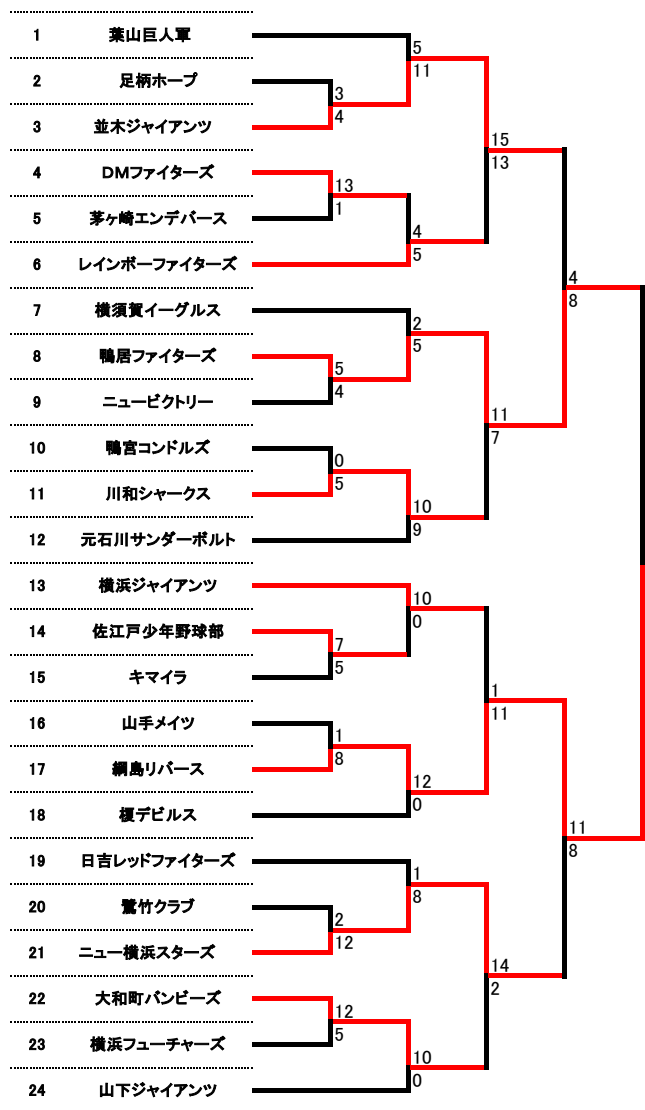 1 葉山巨人軍
5
11
2 足柄ホープ
3
4
3 並木ジャイアンツ
15
13
4 DMファイターズ
13
1
5 茅ヶ崎エンデバース
4
5
6 レインボーファイターズ
4
8
7 横須賀イーグルス
2
5
8 鴨居ファイターズ
5
4
9 ニュービクトリー
11
7
10 鴨宮コンドルズ
0
5
11 川和シャークス
10
9
12 元石川サンダーボルト
13 横浜ジャイアンツ
10
0
14 佐江戸少年野球部
7
5
15 キマイラ
1
11
16 山手メイツ
1
8
17 綱島リバース
12
0
18 榎デビルス
11
8
19 日吉レッドファイターズ
1
8
20 鷺竹クラブ
2
12
21 ニュー横浜スターズ
14
2
22 大和町バンビーズ
12
5
23 横浜フューチャーズ
10
0
24 山下ジャイアンツ